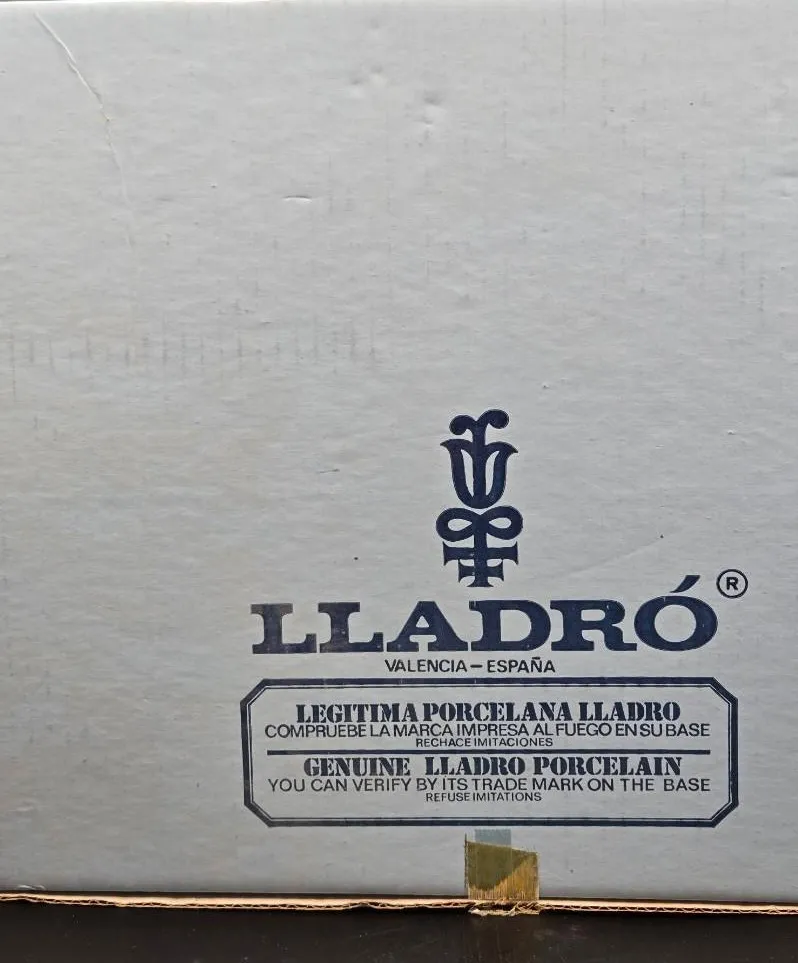 LLADRÓ ®
VALENCIA – ESPAÑA
LEGITIMA PORCELANA LLADRO
COMPRUEBE LA MARCA IMPRESA AL FUEGO EN SU BASE
RECHACE IMITACIONES
GENUINE LLADRO PORCELAIN
YOU CAN VERIFY BY ITS TRADE MARK ON THE BASE
REFUSE IMITATIONS